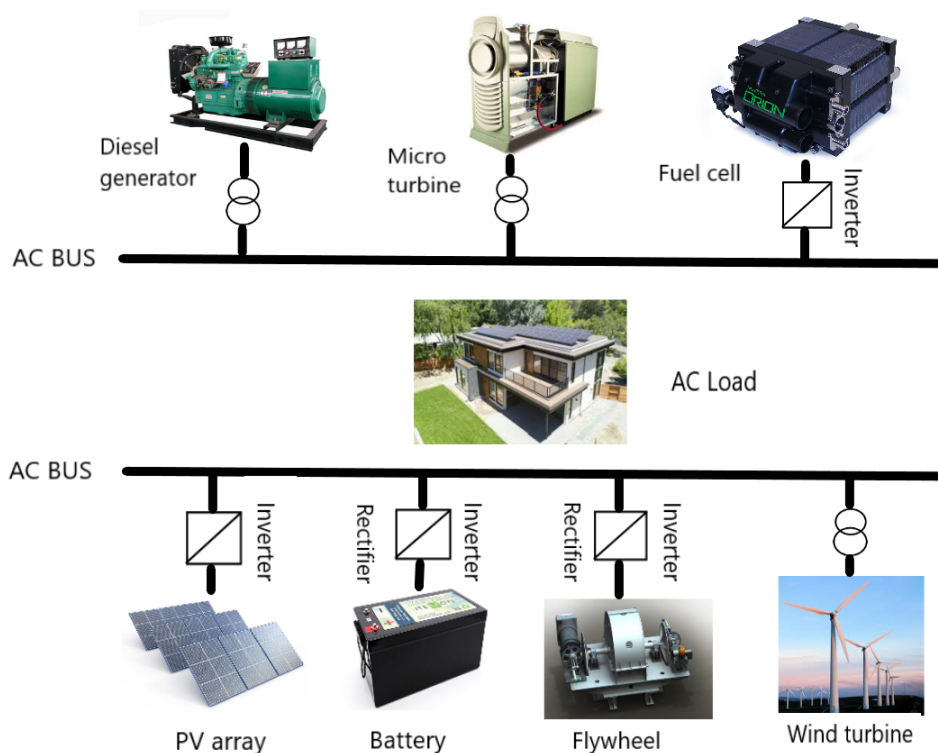 Diesel
generator
Micro
turbine
ORION
Fuel cell
Inverter
AC BUS
AC Load
AC BUS
Inverter
Rectifier
Inverter
Rectifier
Inverter
PV array
Battery
Flywheel
Wind turbine